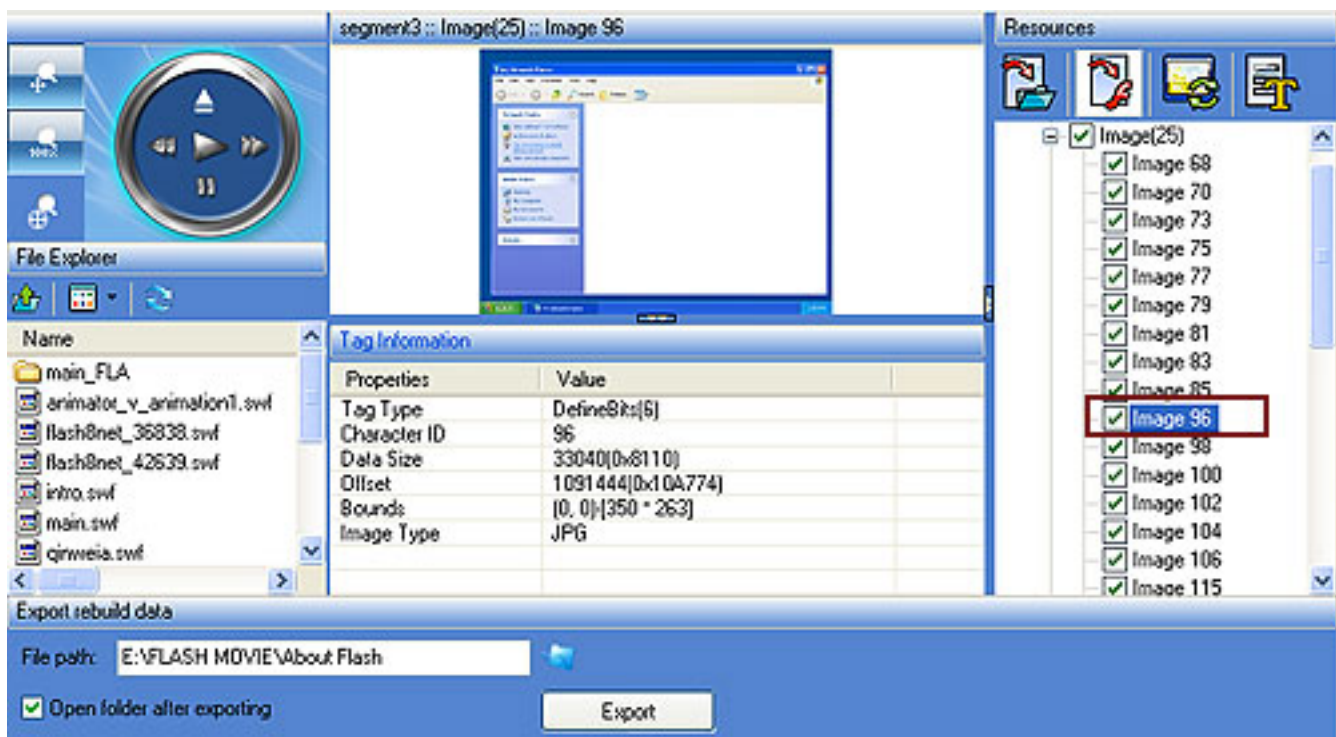 segment3 :: Image(25) :: Image 96
Resources
100%
File Explorer
Name
main_FLA
animator_v_animation1.swf
flash8net_36838.swf
flash8net_42639.swf
intro.swf
main.swf
qinweia.swf
Tag Information
Properties Value
Tag Type DefineBits(6)
Character ID 96
Data Size 33040(0x8110)
Offset 1091444(0x10A774)
Bounds (0, 0)-[350 * 263]
Image Type JPG
Image(25)
Image 68
Image 70
Image 73
Image 75
Image 77
Image 79
Image 81
Image 83
Image 85
Image 96
Image 98
Image 100
Image 102
Image 104
Image 106
Image 115
Export rebuild data
File path: E:\FLASH MOVIE\About Flash
Open folder after exporting
Export